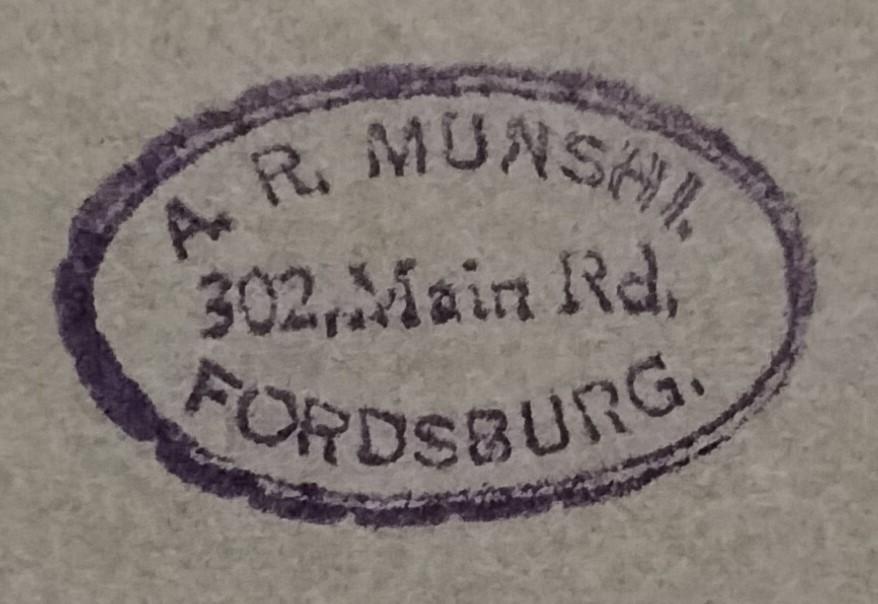 A. R. MUNSHI.
302, Main Rd,
FORDSBURG.